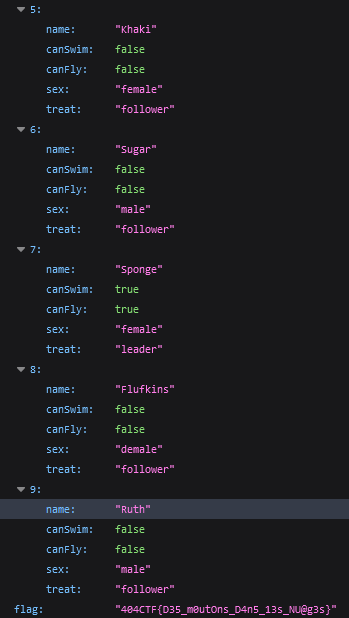 5:
name: "Khaki"
canSwim: false
canFly: false
sex: "female"
treat: "follower"
6:
name: "Sugar"
canSwim: false
canFly: false
sex: "male"
treat: "follower"
7:
name: "Sponge"
canSwim: true
canFly: true
sex: "female"
treat: "leader"
8:
name: "Flufkins"
canSwim: false
canFly: false
sex: "demale"
treat: "follower"
9:
name: "Ruth"
canSwim: false
canFly: false
sex: "male"
treat: "follower"
flag: "404CTF{D35_m0utOns_D4n5_13s_NU@g3s}"